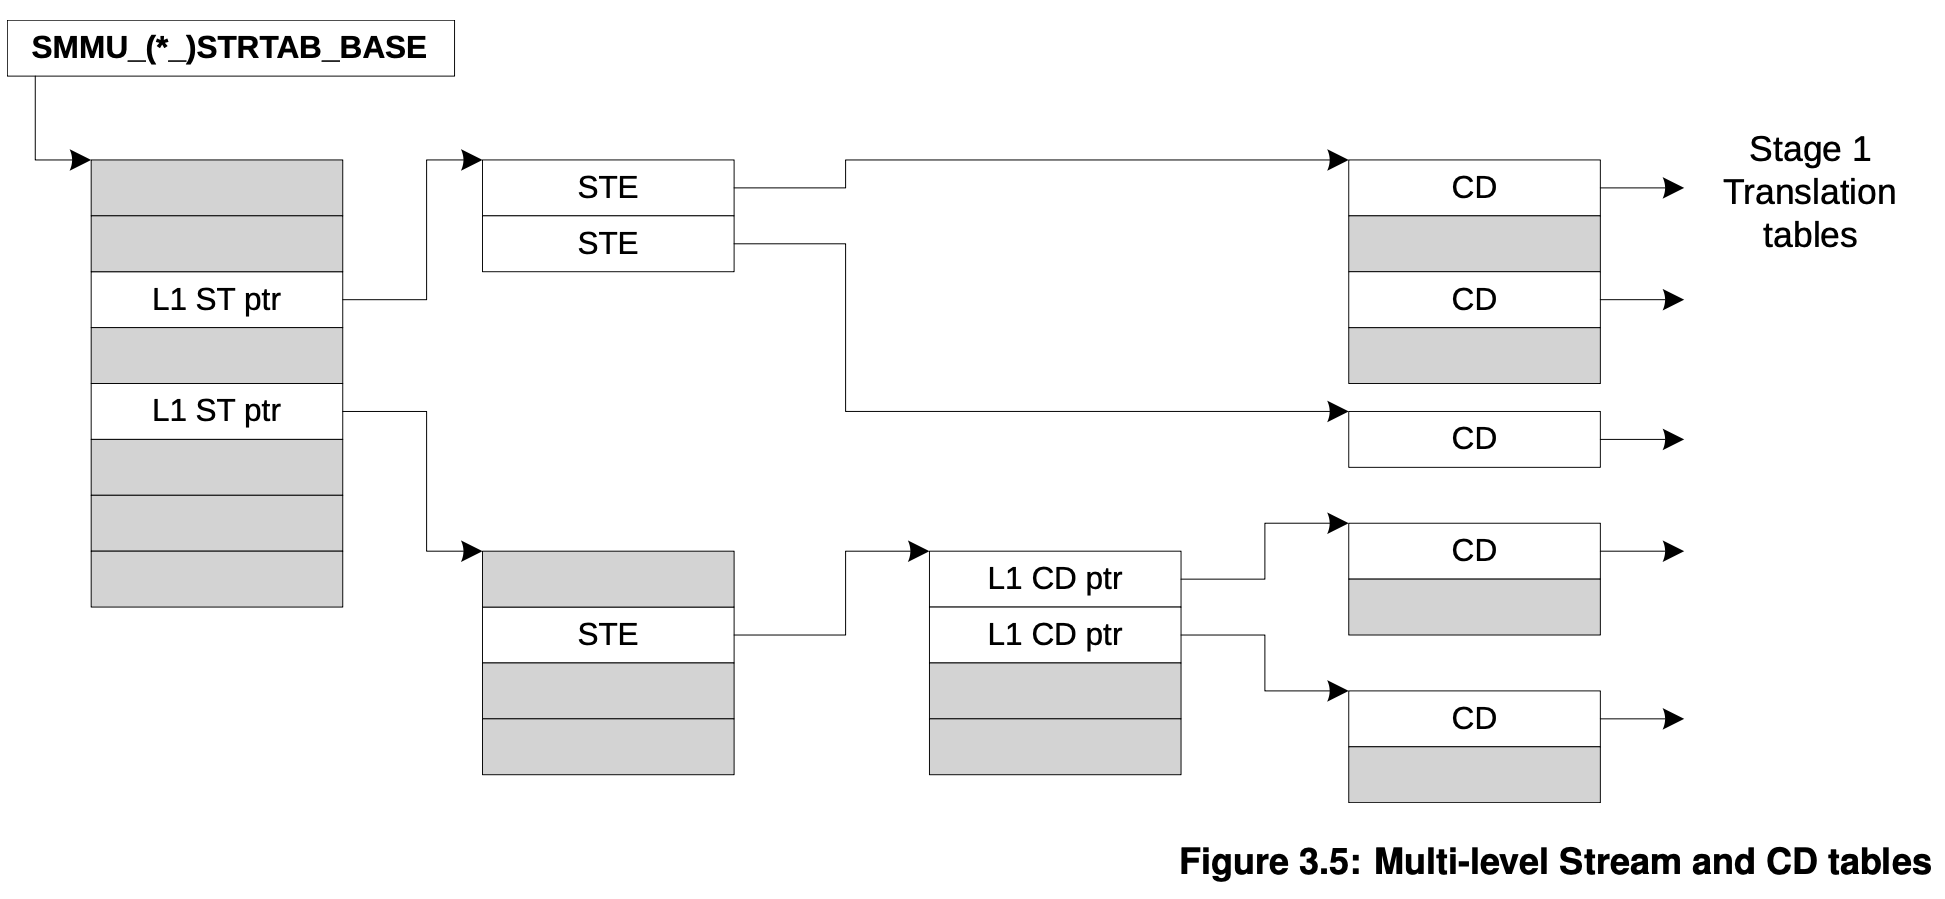 SMMU_(*_)STRTAB_BASE
L1 ST ptr
L1 ST ptr
STE
STE
STE
L1 CD ptr
L1 CD ptr
CD
CD
CD
CD
CD
Stage 1
Translation
tables
Figure 3.5: Multi-level Stream and CD tables